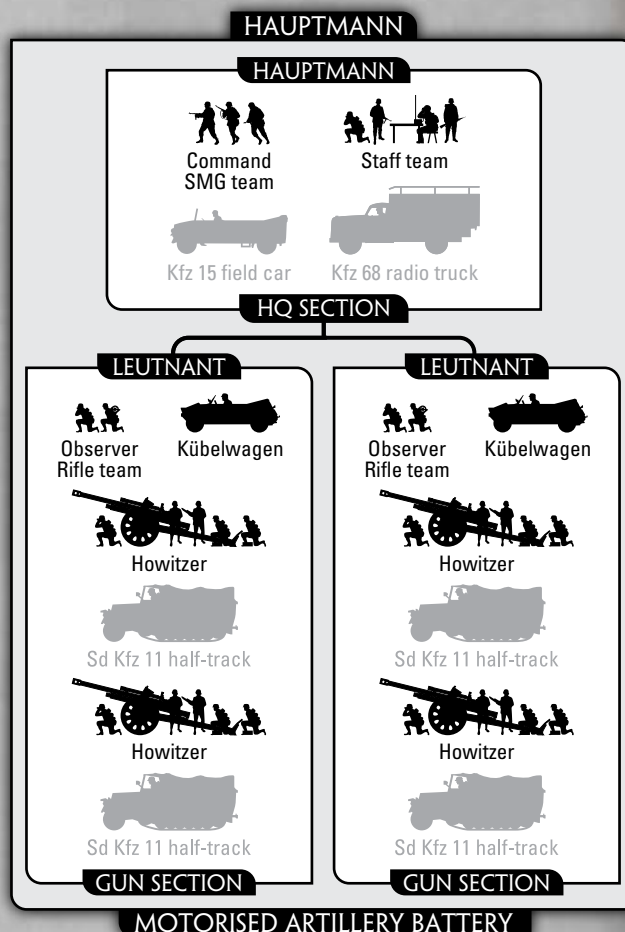 HAUPTMANN
HAUPTMANN
Command
SMG team
Staff team
Kfz 15 field car
Kfz 68 radio truck
HQ SECTION
LEUTNANT
Observer
Rifle team
Kübelwagen
Howitzer
Sd Kfz 11 half-track
Howitzer
Sd Kfz 11 half-track
GUN SECTION
LEUTNANT
Observer
Rifle team
Kübelwagen
Howitzer
Sd Kfz 11 half-track
Howitzer
Sd Kfz 11 half-track
GUN SECTION
MOTORISED ARTILLERY BATTERY